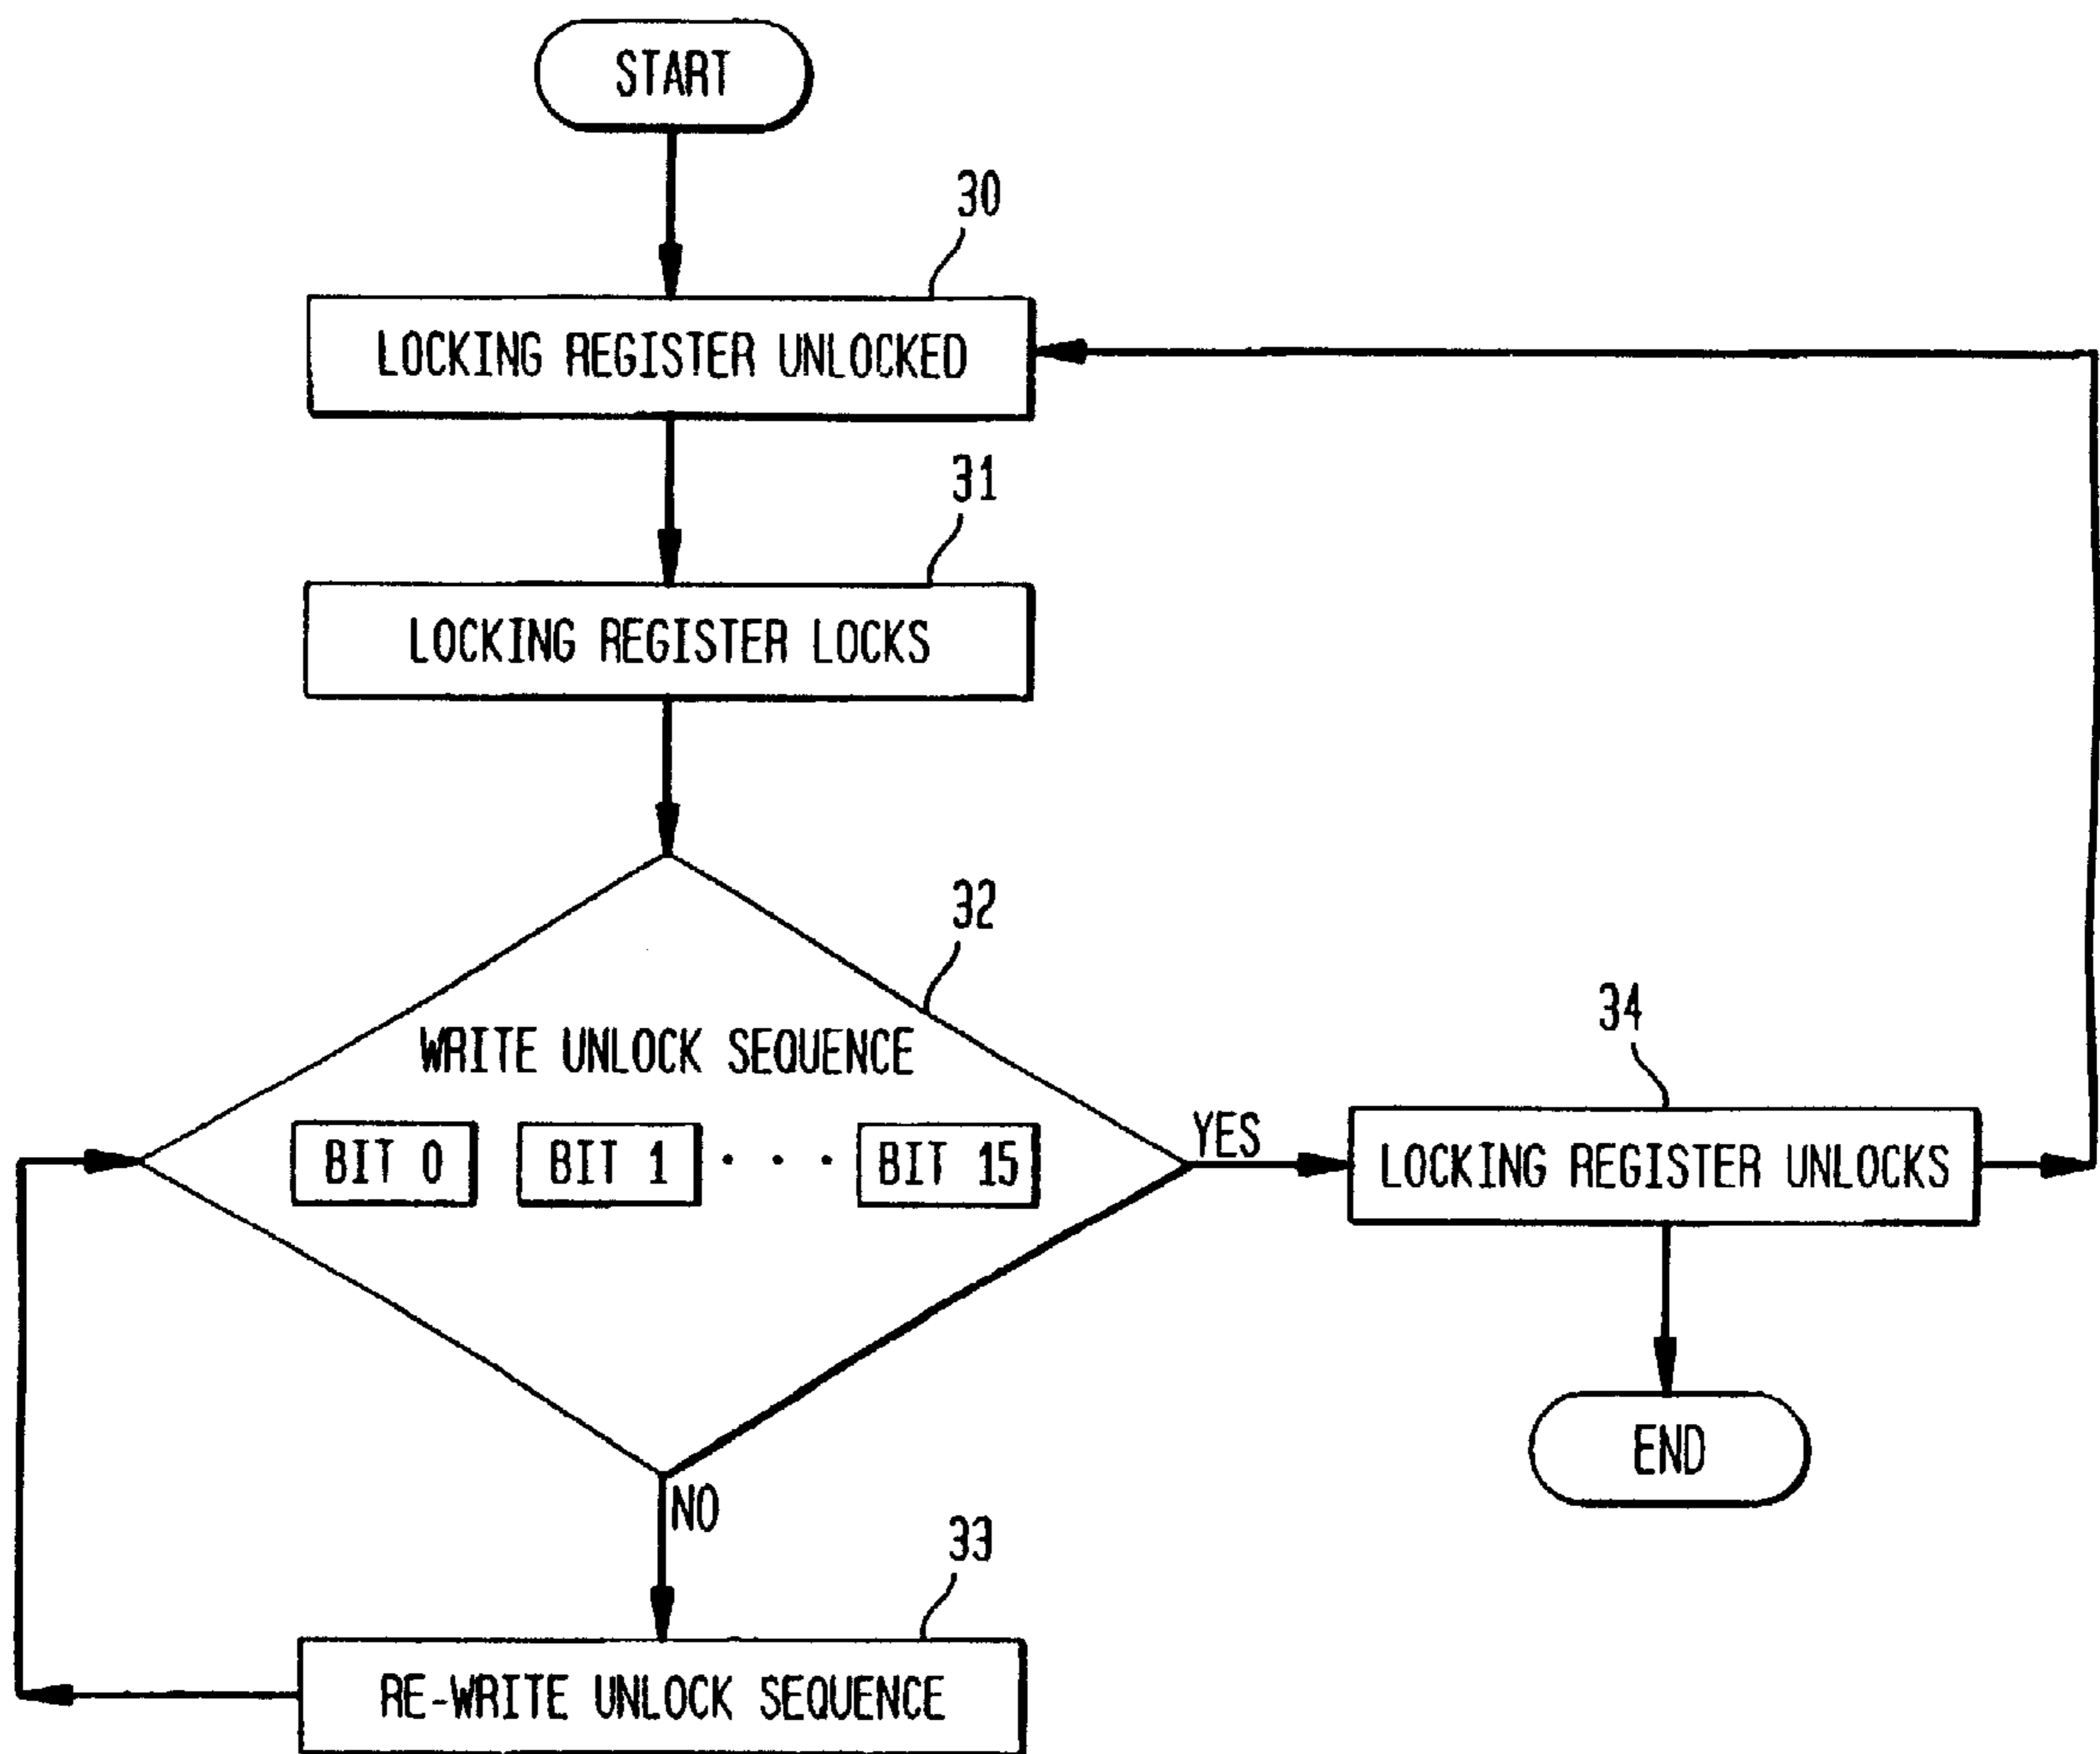 START
30
LOCKING REGISTER UNLOCKED
31
LOCKING REGISTER LOCKS
32
WRITE UNLOCK SEQUENCE
BIT 0 BIT 1 · · · BIT 15
YES
34
LOCKING REGISTER UNLOCKS
NO
END
33
RE-WRITE UNLOCK SEQUENCE